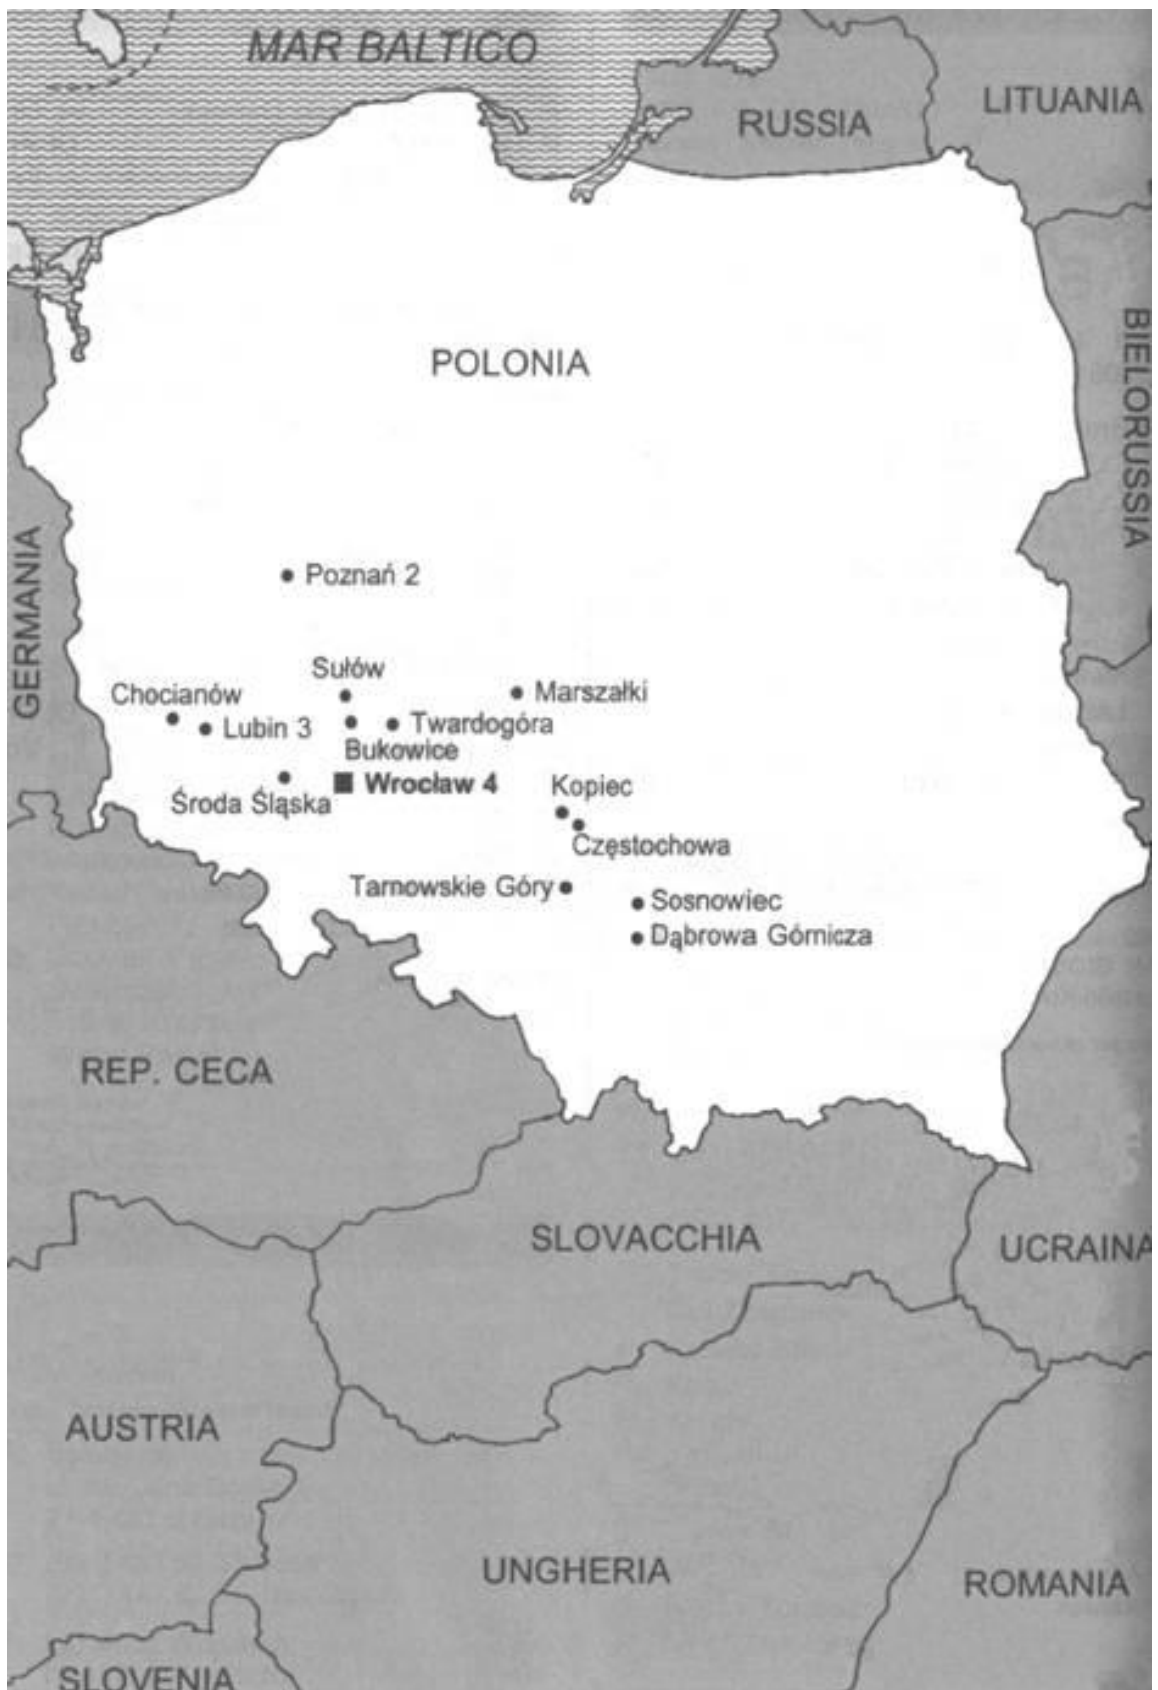 MAR BALTICO
RUSSIA
LITUANIA
POLONIA
BIELORUSSIA
GERMANIA
Poznań 2
Sułów
Chocianów
Marszałki
Lubin 3
Twardogóra
Bukowice
Wrocław 4
Środa Śląska
Kopiec
Częstochowa
Tarnowskie Góry
Sosnowiec
Dąbrowa Górnicza
REP. CECA
SLOVACCHIA
UCRAINA
AUSTRIA
UNGHERIA
ROMANIA
SLOVENIA